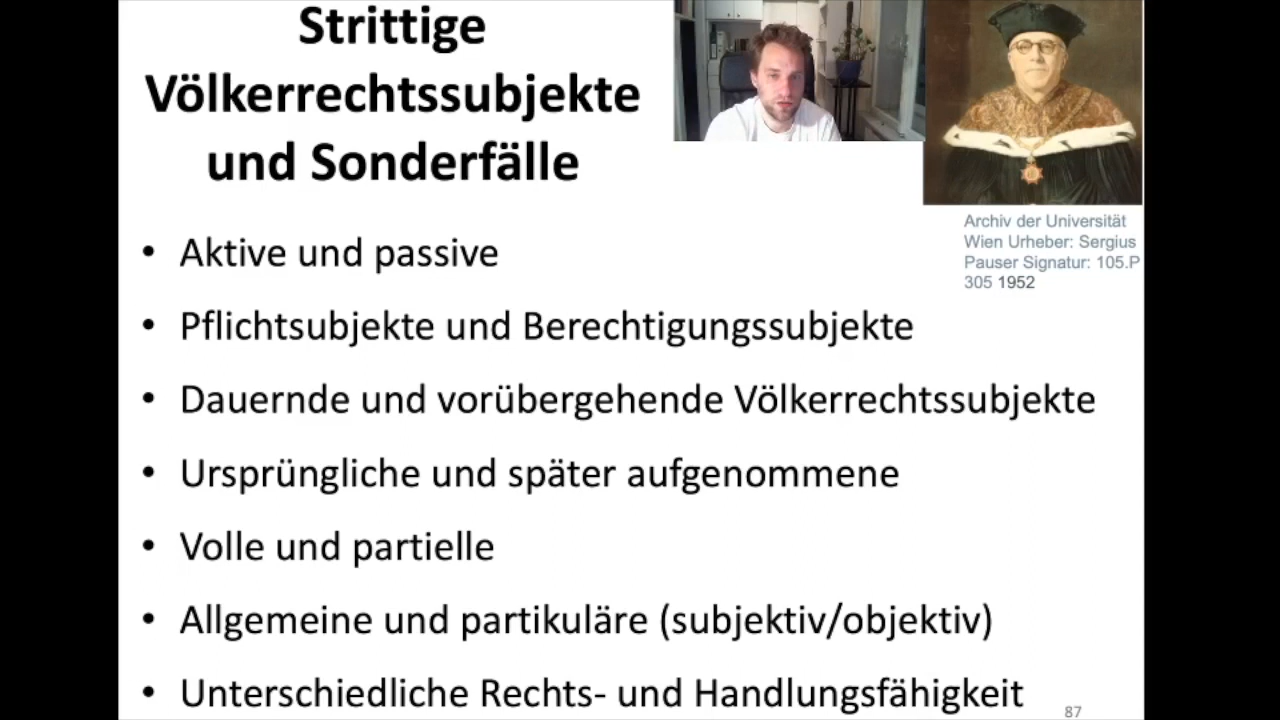 Strittige
Völkerrechtssubjekte
und Sonderfälle
Archiv der Universität
Wien Urheber: Sergius
Pauser Signatur: 105.P
305 1952
• Aktive und passive
• Pflichtsubjekte und Berechtigungssubjekte
• Dauernde und vorübergehende Völkerrechtssubjekte
• Ursprüngliche und später aufgenommene
• Volle und partielle
• Allgemeine und partikuläre (subjektiv/objektiv)
• Unterschiedliche Rechts- und Handlungsfähigkeit
87